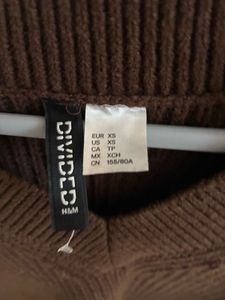 DIVIDED
H&M
EUR XS
US XS
CA TP
MX XCH
CN 155/80A